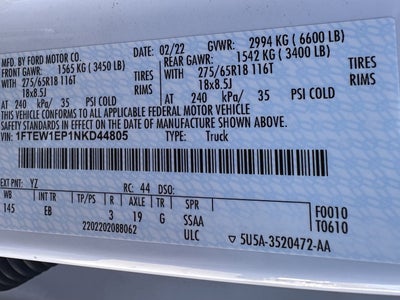 MFD. BY FORD MOTOR CO.
DATE: 02/22 GVWR: 2994 KG ( 6600 LB)
FRONT GAWR: 1565 KG ( 3450 LB) REAR GAWR: 1542 KG ( 3400 LB)
WITH 275/65R18 116T TIRES WITH 275/65R18 116T TIRES
18x8.5J RIMS 18x8.5J RIMS
AT 240 kPa/ 35 PSI COLD AT 240 kPa/ 35 PSI COLD
THIS VEHICLE CONFORMS TO ALL APPLICABLE FEDERAL MOTOR VEHICLE
SAFETY AND THEFT PREVENTION STANDARDS IN EFFECT ON THE DATE OF
MANUFACTURE SHOWN ABOVE.
VIN: 1FTEW1EP1NKD44805 TYPE: Truck
EXT PNT: YZ RC: 44 DSO:
WB INT TR TP/PS R AXLE TR SPR
145 EB 3 19 G SSAA F0010
2202202088062 ULC T0610
5U5A-3520472-AA